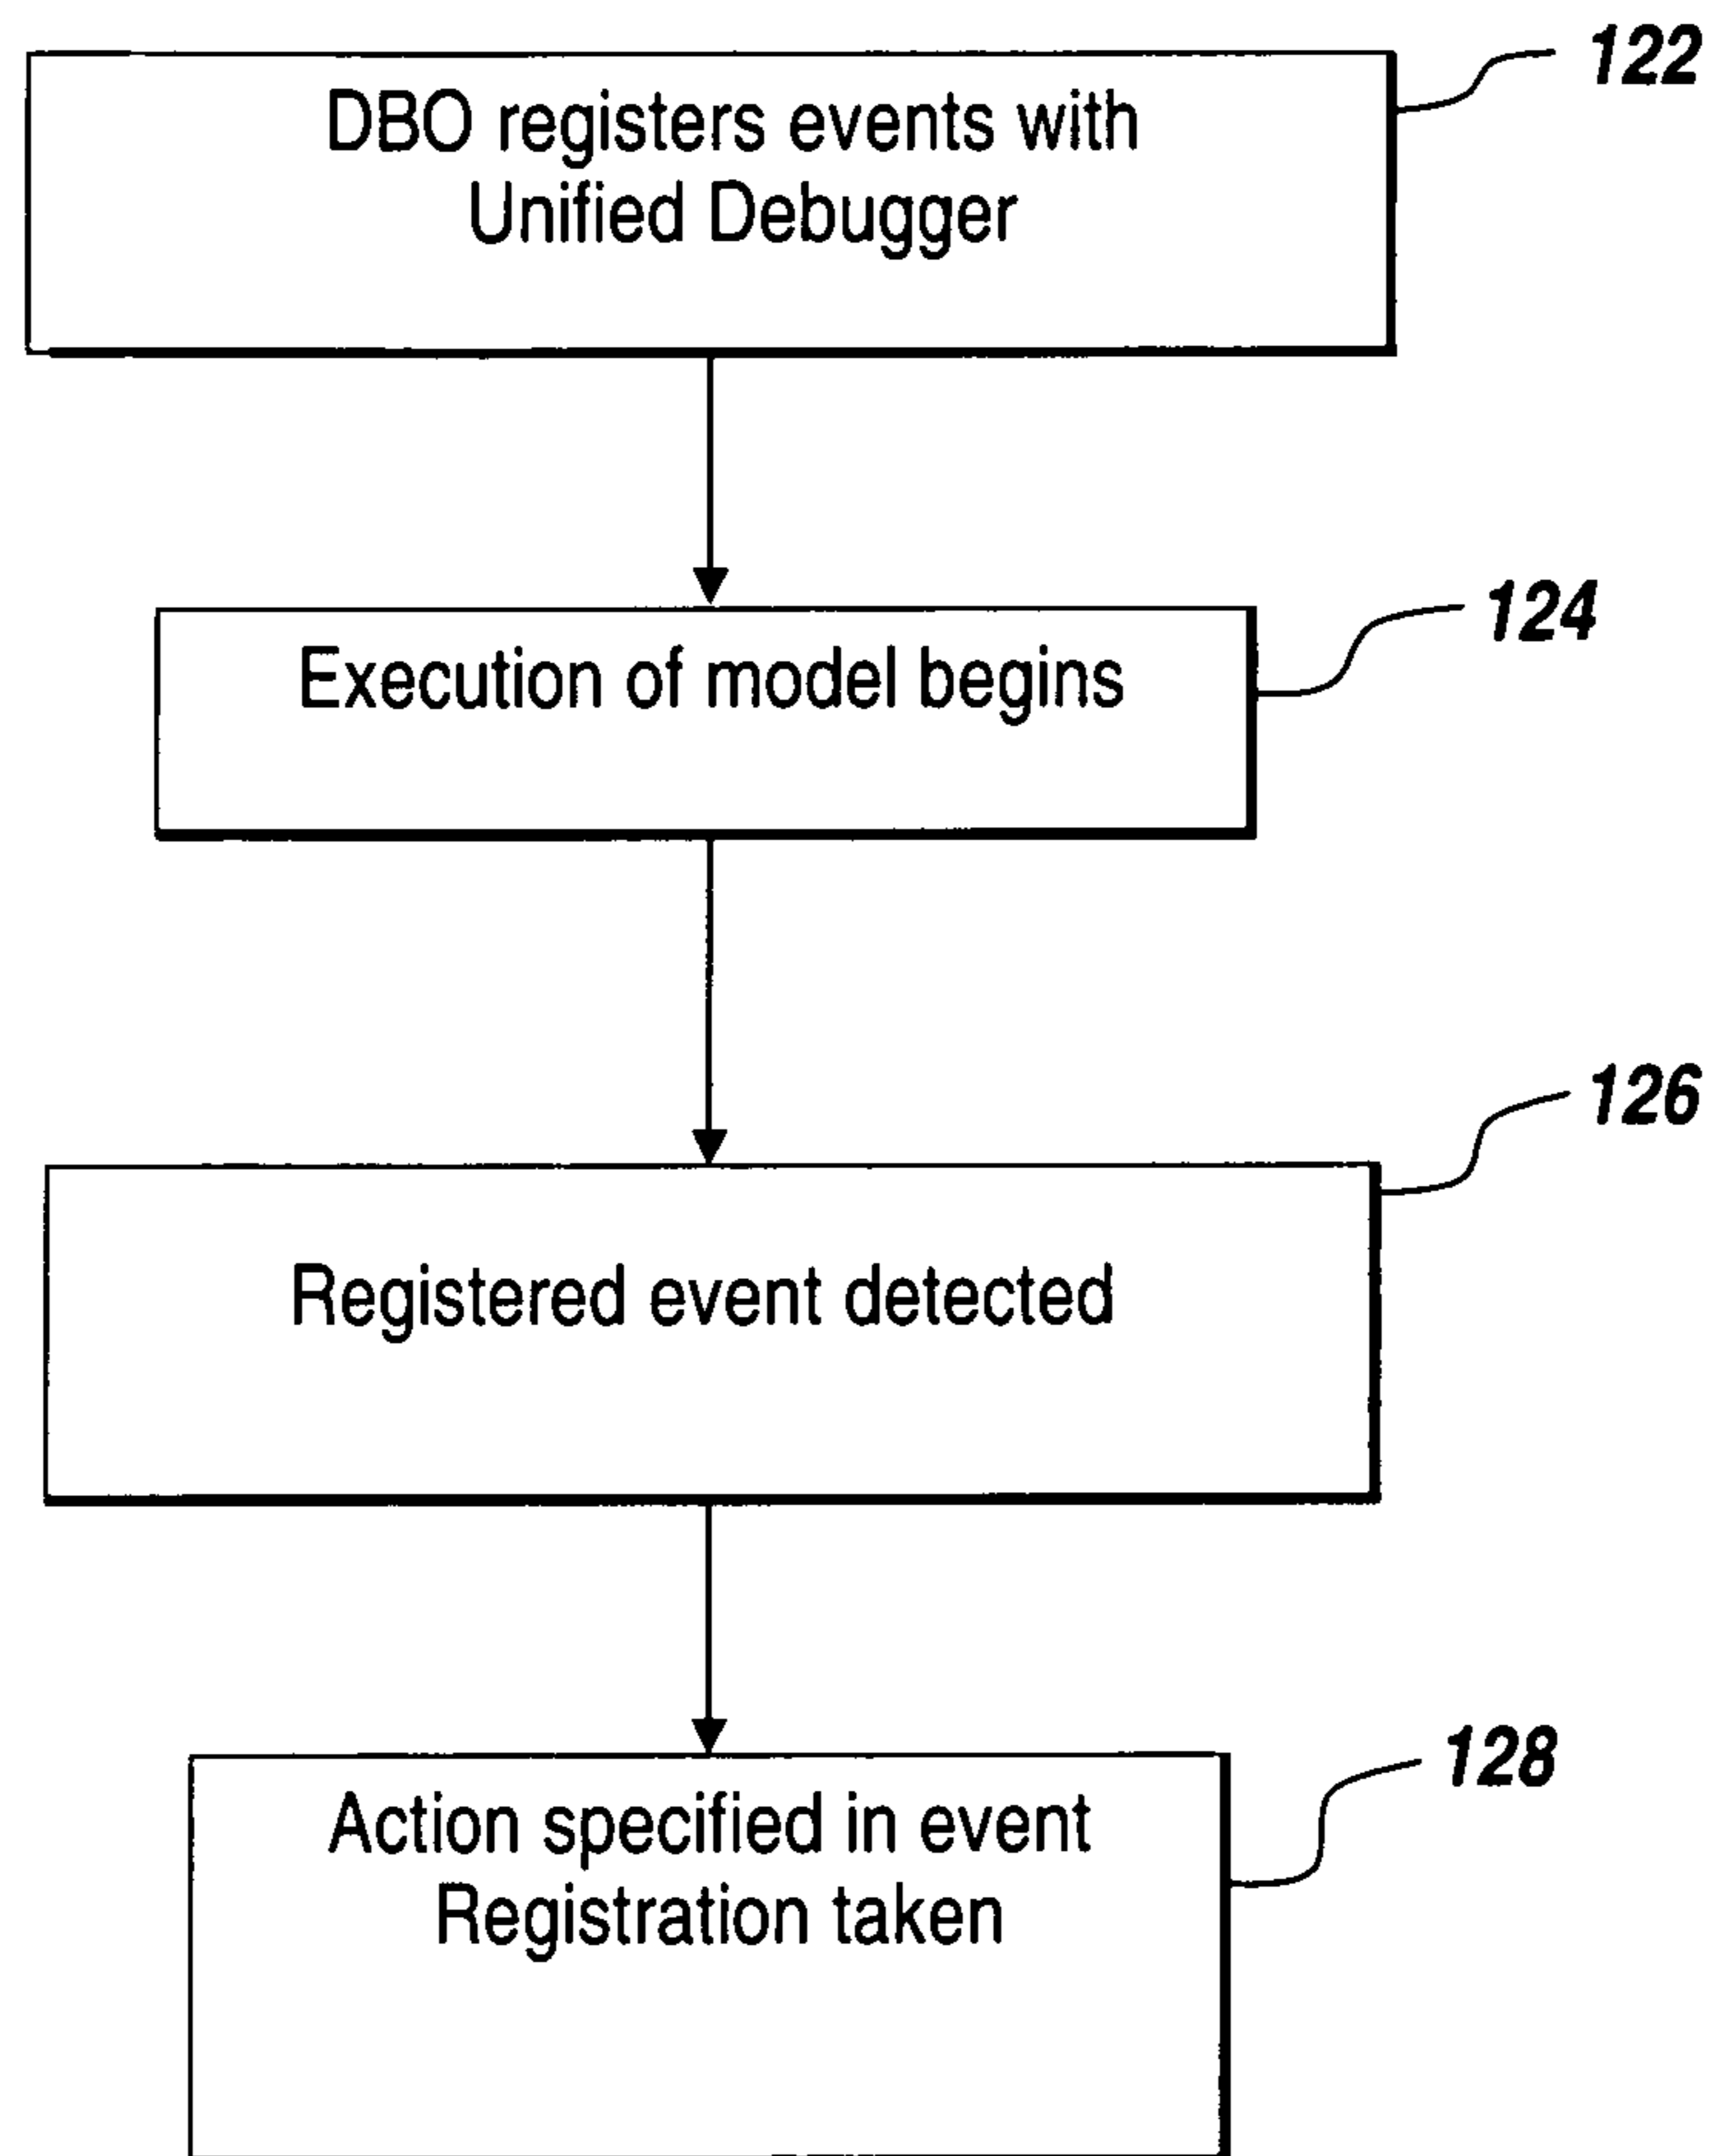 122
DBO registers events with
Unified Debugger
124
Execution of model begins
126
Registered event detected
128
Action specified in event
Registration taken